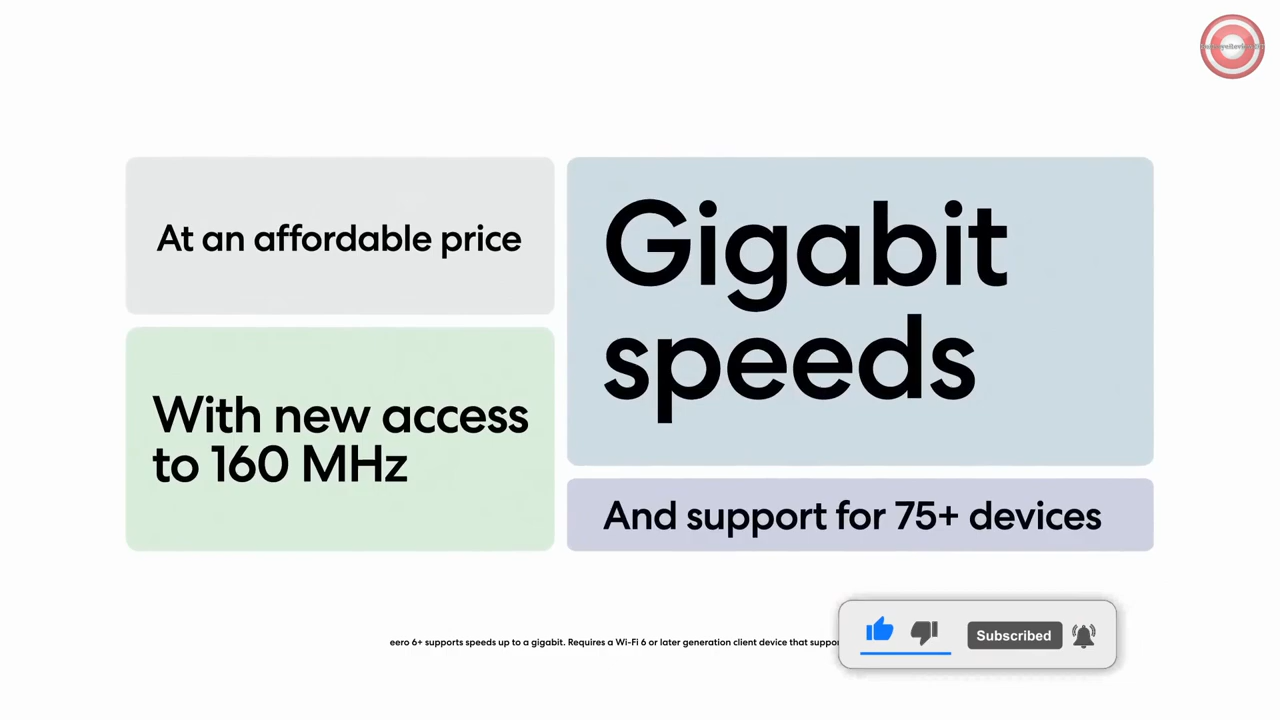 At an affordable price
Gigabit
speeds
With new access
to 160 MHz
And support for 75+ devices
eero 6+ supports speeds up to a gigabit. Requires a Wi-Fi 6 or later generation client device that
Subscribed